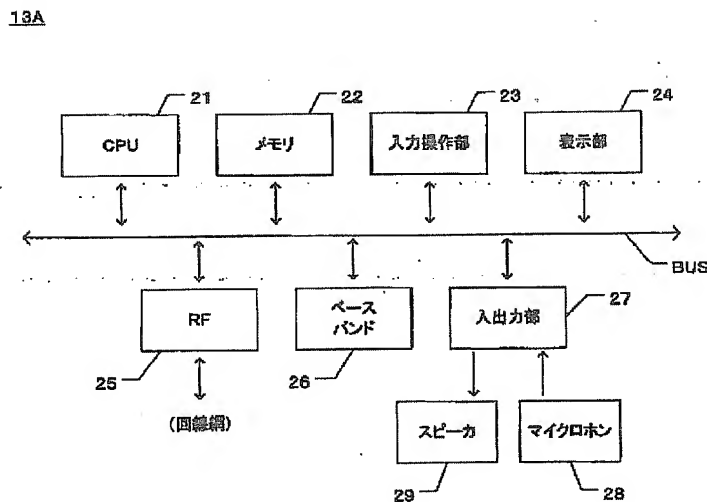 13A
21
22
23
24
CPU
メモリ
入力操作部
表示部
BUS
RF
ベース
バンド
入出力部
27
25
26
(回線網)
スピーカ
マイクロホン
29
28